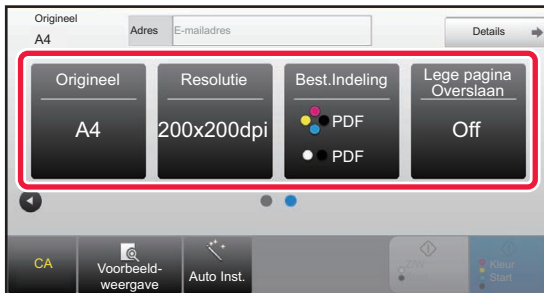 Origineel
A4
Adres
E-mailadres
Details
Origineel
A4
Resolutie
200x200dpi
Best.Indeling
PDF
PDF
Lege pagina
Overslaan
Off
CA
Voorbeeld-
weergave
Auto Inst.
Z/W
Start
Kleur
Start